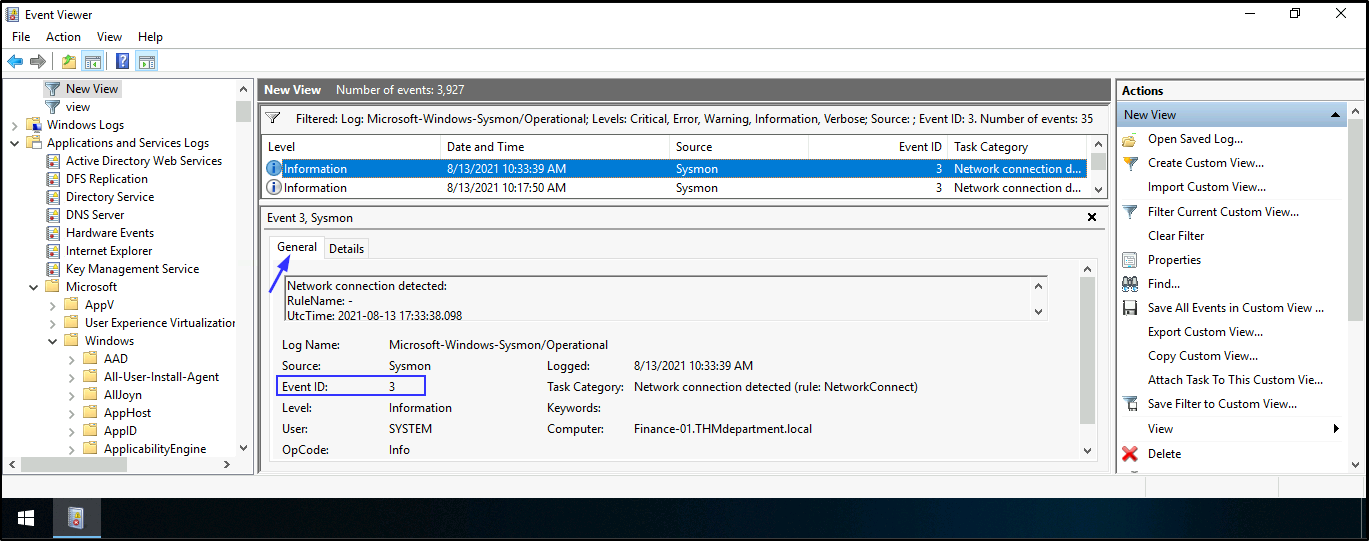 Event Viewer
File Action View Help
New View
view
Windows Logs
Applications and Services Logs
Active Directory Web Services
DFS Replication
Directory Service
DNS Server
Hardware Events
Internet Explorer
Key Management Service
Microsoft
AppV
User Experience Virtualization
Windows
AAD
All-User-Install-Agent
AllJoyn
AppHost
AppID
ApplicabilityEngine
New View Number of events: 3,927
Filtered: Log: Microsoft-Windows-Sysmon/Operational; Levels: Critical, Error, Warning, Information, Verbose; Source: ; Event ID: 3. Number of events: 35
Level Date and Time Source Event ID Task Category
Information 8/13/2021 10:33:39 AM Sysmon 3 Network connection d...
Information 8/13/2021 10:17:50 AM Sysmon 3 Network connection d...
Event 3, Sysmon
General Details
Network connection detected:
RuleName: -
UtcTime: 2021-08-13 17:33:38.098
Log Name: Microsoft-Windows-Sysmon/Operational
Source: Sysmon Logged: 8/13/2021 10:33:39 AM
Event ID: 3 Task Category: Network connection detected (rule: NetworkConnect)
Level: Information Keywords:
User: SYSTEM Computer: Finance-01.THMdepartment.local
OpCode: Info
Actions
New View
Open Saved Log...
Create Custom View...
Import Custom View...
Filter Current Custom View...
Clear Filter
Properties
Find...
Save All Events in Custom View ...
Export Custom View...
Copy Custom View...
Attach Task To This Custom View...
Save Filter to Custom View...
View
Delete